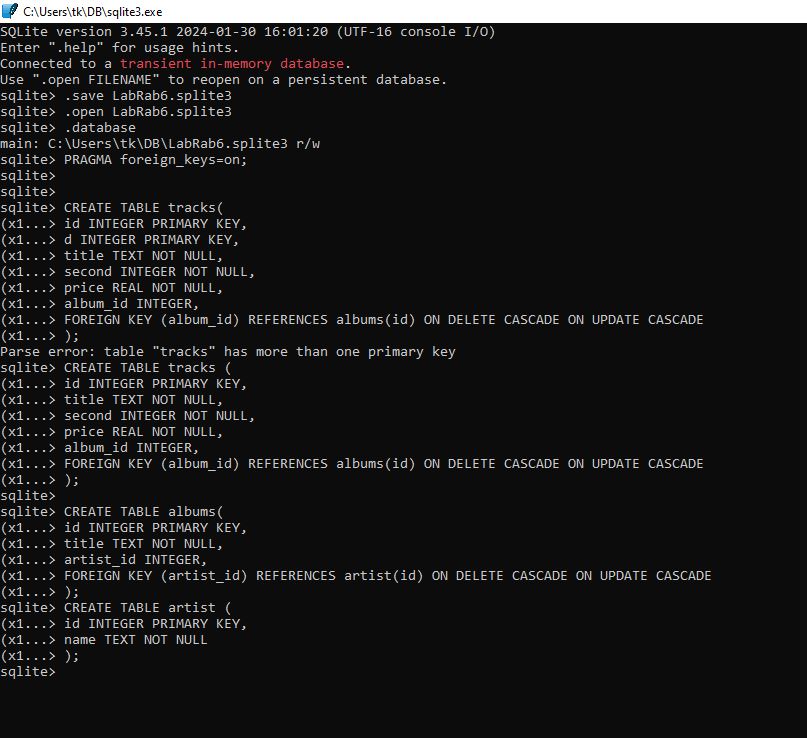 C:\Users\tk\DB\sqlite3.exe
SQLite version 3.45.1 2024-01-30 16:01:20 (UTF-16 console I/O)
Enter ".help" for usage hints.
Connected to a transient in-memory database.
Use ".open FILENAME" to reopen on a persistent database.
sqlite> .save LabRab6.splite3
sqlite> .open LabRab6.splite3
sqlite> .database
main: C:\Users\tk\DB\LabRab6.splite3 r/w
sqlite> PRAGMA foreign_keys=on;
sqlite>
sqlite>
sqlite> CREATE TABLE tracks(
(x1...> id INTEGER PRIMARY KEY,
(x1...> d INTEGER PRIMARY KEY,
(x1...> title TEXT NOT NULL,
(x1...> second INTEGER NOT NULL,
(x1...> price REAL NOT NULL,
(x1...> album_id INTEGER,
(x1...> FOREIGN KEY (album_id) REFERENCES albums(id) ON DELETE CASCADE ON UPDATE CASCADE
(x1...> );
Parse error: table "tracks" has more than one primary key
sqlite> CREATE TABLE tracks (
(x1...> id INTEGER PRIMARY KEY,
(x1...> title TEXT NOT NULL,
(x1...> second INTEGER NOT NULL,
(x1...> price REAL NOT NULL,
(x1...> album_id INTEGER,
(x1...> FOREIGN KEY (album_id) REFERENCES albums(id) ON DELETE CASCADE ON UPDATE CASCADE
(x1...> );
sqlite>
sqlite> CREATE TABLE albums(
(x1...> id INTEGER PRIMARY KEY,
(x1...> title TEXT NOT NULL,
(x1...> artist_id INTEGER,
(x1...> FOREIGN KEY (artist_id) REFERENCES artist(id) ON DELETE CASCADE ON UPDATE CASCADE
(x1...> );
sqlite> CREATE TABLE artist (
(x1...> id INTEGER PRIMARY KEY,
(x1...> name TEXT NOT NULL
(x1...> );
sqlite>